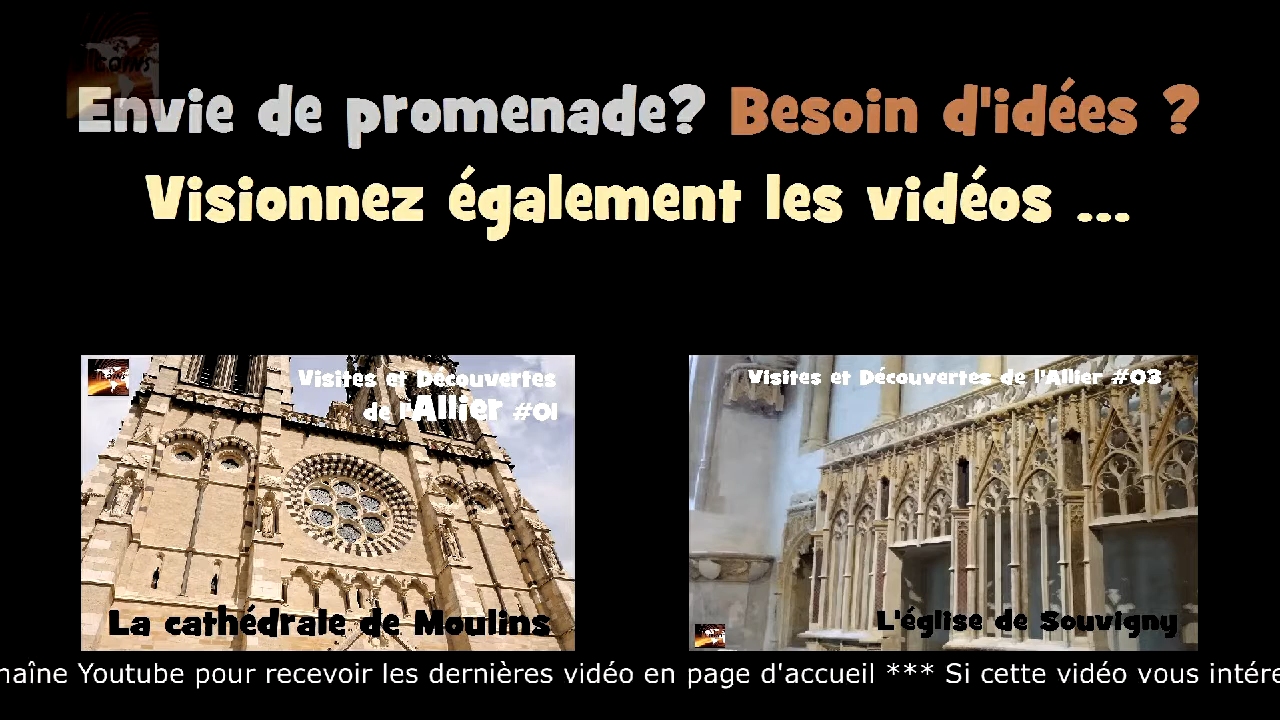 Envie de promenade? Besoin d'idées ?
Visionnez également les vidéos ...
Visites et Découvertes
de l'Allier #01
La cathédrale de Moulins
Visites et Découvertes de l'Allier #03
L'église de Souvigny
haîne Youtube pour recevoir les dernières vidéo en page d'accueil *** Si cette vidéo vous intére